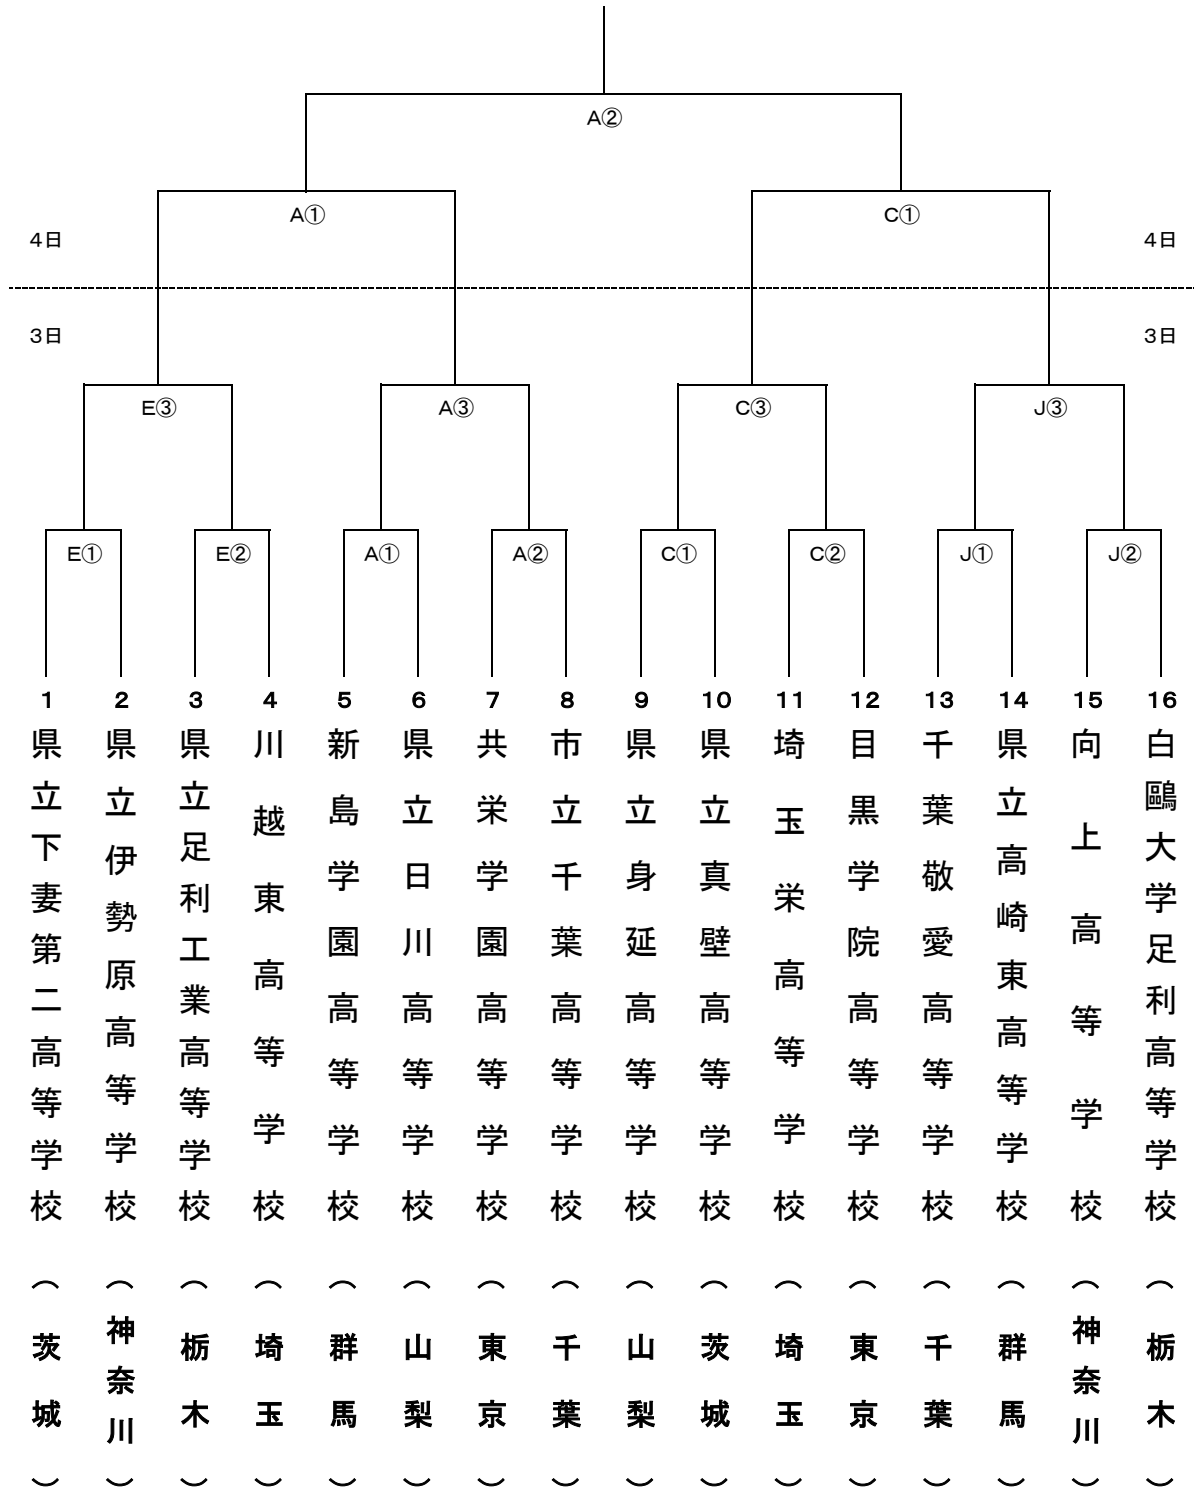 A②
A①
C①
４日
４日
３日
３日
E③
A③
C③
J③
E①
E②
A①
A②
C①
C②
J①
J②
1
2
3
4
5
6
7
8
9
10
11
12
13
14
15
16
県立下妻第二高等学校
（茨城）
県立伊勢原高等学校
（神奈川）
県立足利工業高等学校
（栃木）
川越東高等学校
（埼玉）
新島学園高等学校
（群馬）
県立日川高等学校
（山梨）
共栄学園高等学校
（東京）
市立千葉高等学校
（千葉）
県立身延高等学校
（山梨）
県立真壁高等学校
（茨城）
埼玉栄高等学校
（埼玉）
目黒学院高等学校
（東京）
千葉敬愛高等学校
（千葉）
県立高崎東高等学校
（群馬）
向上高等学校
（神奈川）
白鷗大学足利高等学校
（栃木）